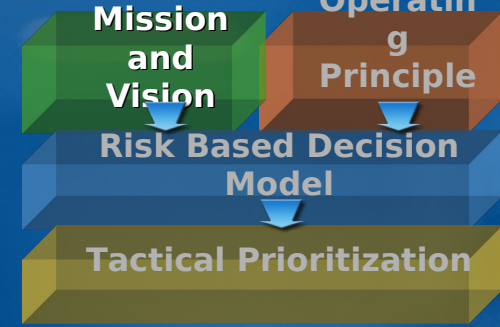 Mission
and
Vision
Operatin
g
Principle
Risk Based Decision
Model
Tactical Prioritization